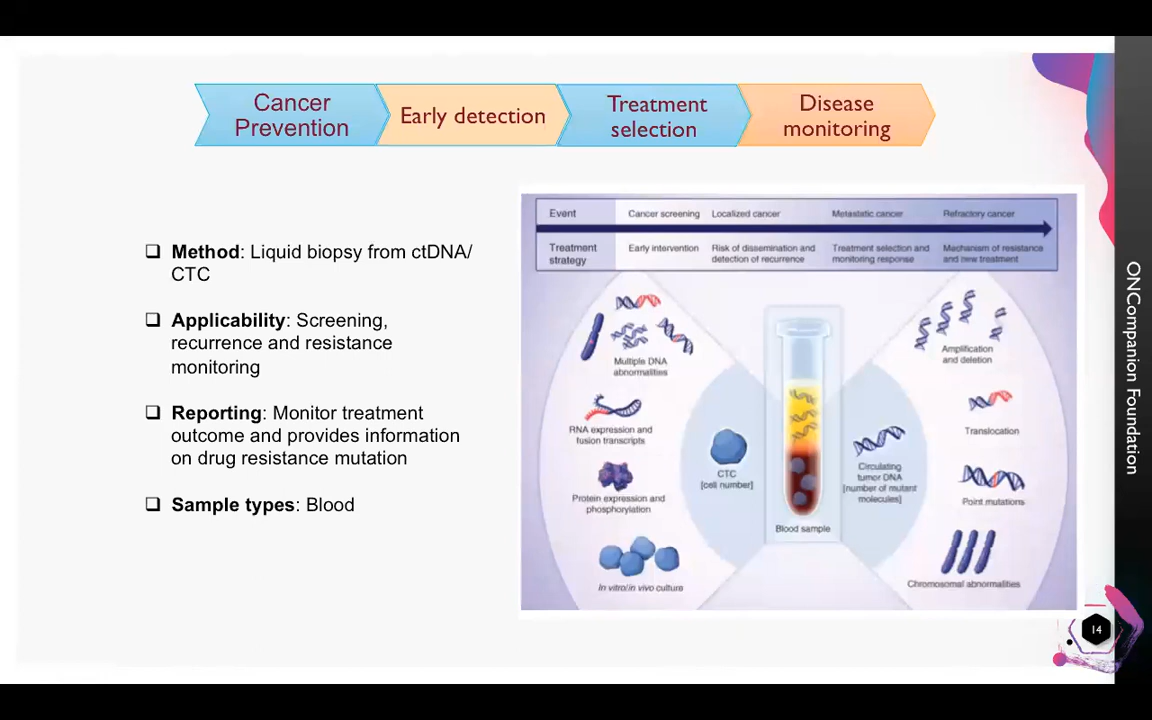 Cancer
Prevention
Early detection
Treatment
selection
Disease
monitoring
Method: Liquid biopsy from ctDNA/
CTC
Applicability: Screening,
recurrence and resistance
monitoring
Reporting: Monitor treatment
outcome and provides information
on drug resistance mutation
Sample types: Blood
Event
Cancer screening
Localized cancer
Metastatic cancer
Refractory cancer
Treatment
strategy
Early intervention
Risk of dissemination and
detection of recurrence
Treatment selection and
monitoring response
Mechanism of resistance
and new treatment
Multiple DNA
abnormalities
RNA expression and
fusion transcripts
Protein expression and
phosphorylation
In vitro/in vivo culture
CTC
[cell number]
Blood sample
Circulating
tumor DNA
[number of mutant
molecules]
Amplification
and deletion
Translocation
Point mutations
Chromosomal abnormalities
ONCompanion Foundation
14